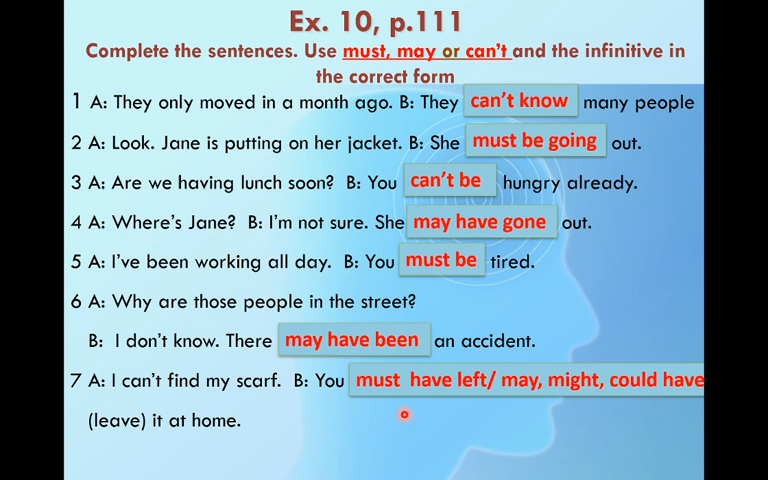 Ex. 10, p.111
Complete the sentences. Use must, may or can't and the infinitive in
the correct form
1 A: They only moved in a month ago. B: They can't know many people
2 A: Look. Jane is putting on her jacket. B: She must be going out.
3 A: Are we having lunch soon? B: You can't be hungry already.
4 A: Where's Jane? B: I'm not sure. She may have gone out.
5 A: I've been working all day. B: You must be tired.
6 A: Why are those people in the street?
B: I don't know. There may have been an accident.
7 A: I can't find my scarf. B: You must have left/ may, might, could have
(leave) it at home.